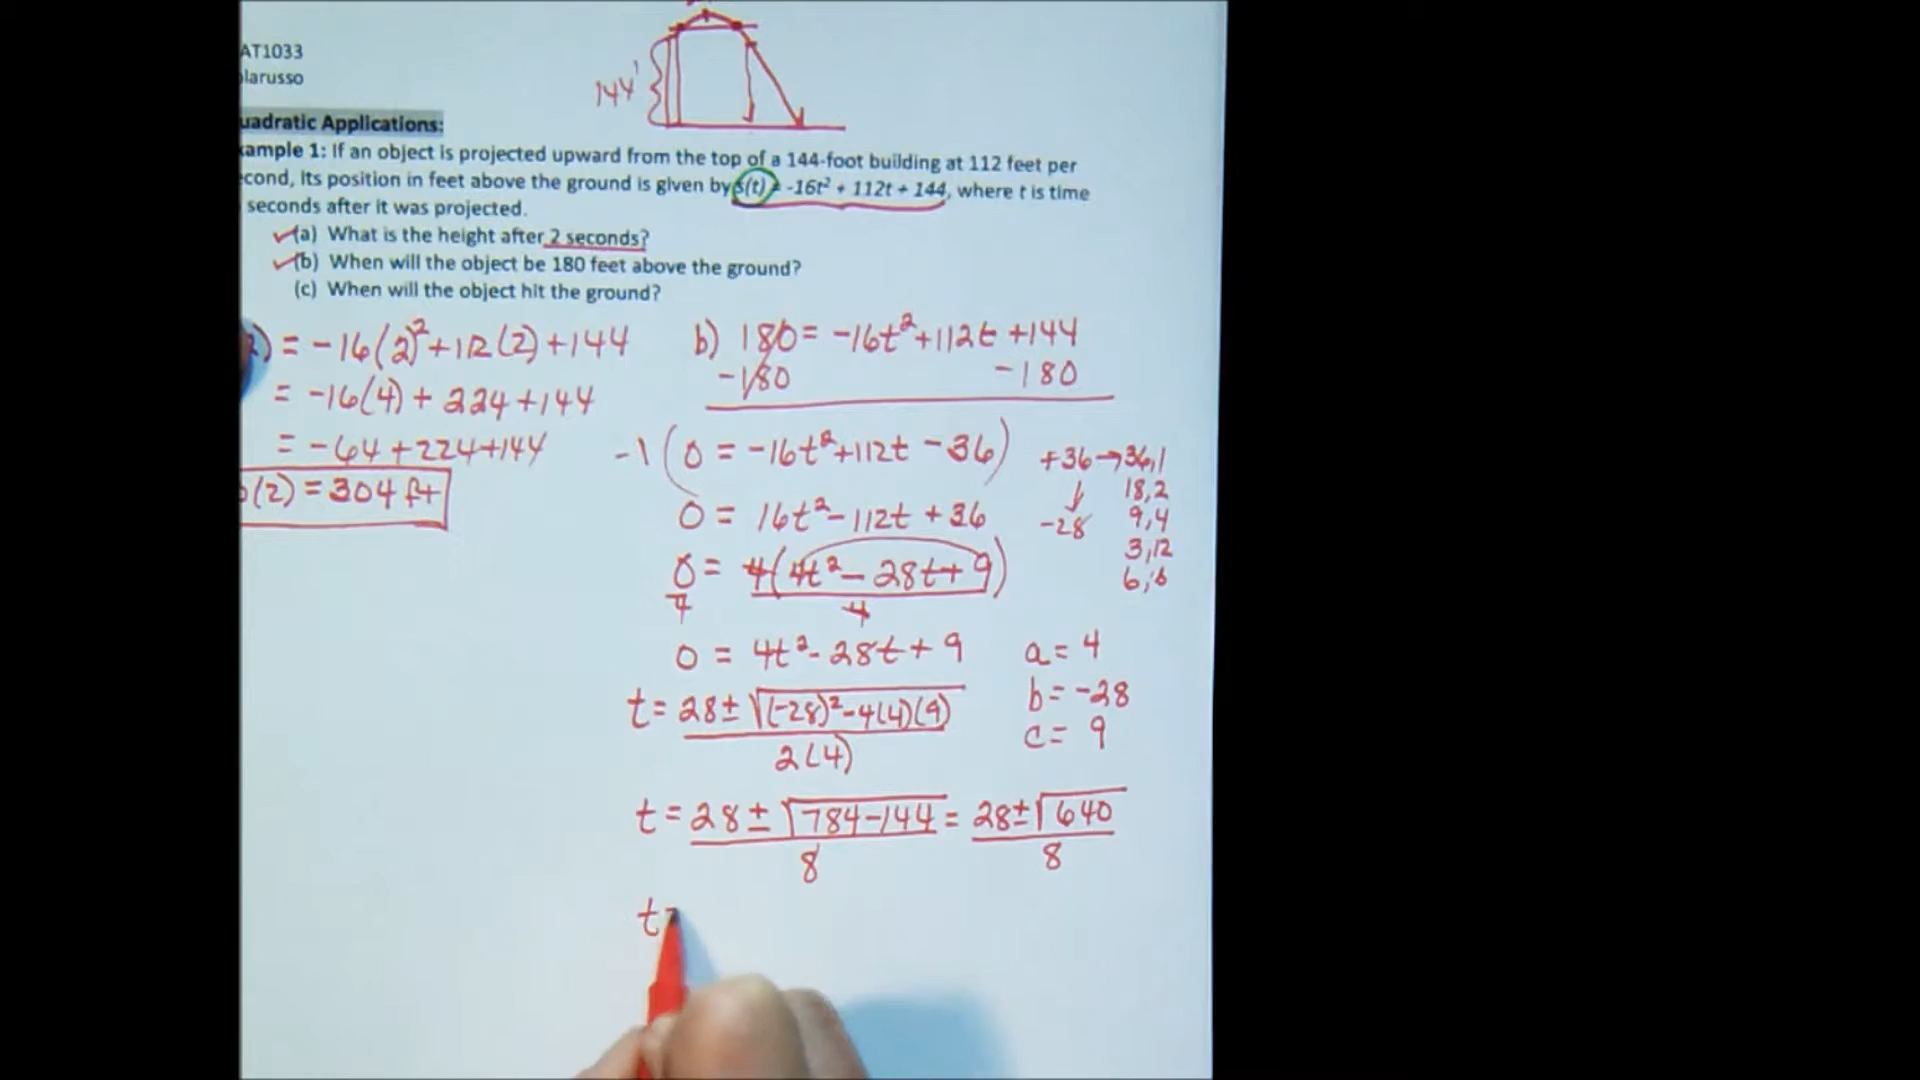 144'
AT1033
larusso
uadratic Applications:
ample 1: If an object is projected upward from the top of a 144-foot building at 112 feet per
cond, its position in feet above the ground is given by s(t) = -16t² + 112t + 144, where t is time
seconds after it was projected.
(a) What is the height after 2 seconds?
(b) When will the object be 180 feet above the ground?
(c) When will the object hit the ground?
2) = -16(2)²+112(2)+144
= -16(4) + 224+144
= -64+224+144
(2) = 304 ft
b) 180 = -16t²+112t +144
-180 -180
-1(0 = -16t²+112t -36)
0 = 16t²-112t +36
0 = 4(4t²-28t+9)
4 4
0 = 4t²-28t+9
t = 28± √(-28)²-4(4)(9)
2(4)
t = 28 ± √784-144 = 28±√640
8 8
t=
+36→36,1
18,2
-28 9,4
3,12
6,6
a = 4
b = -28
c = 9